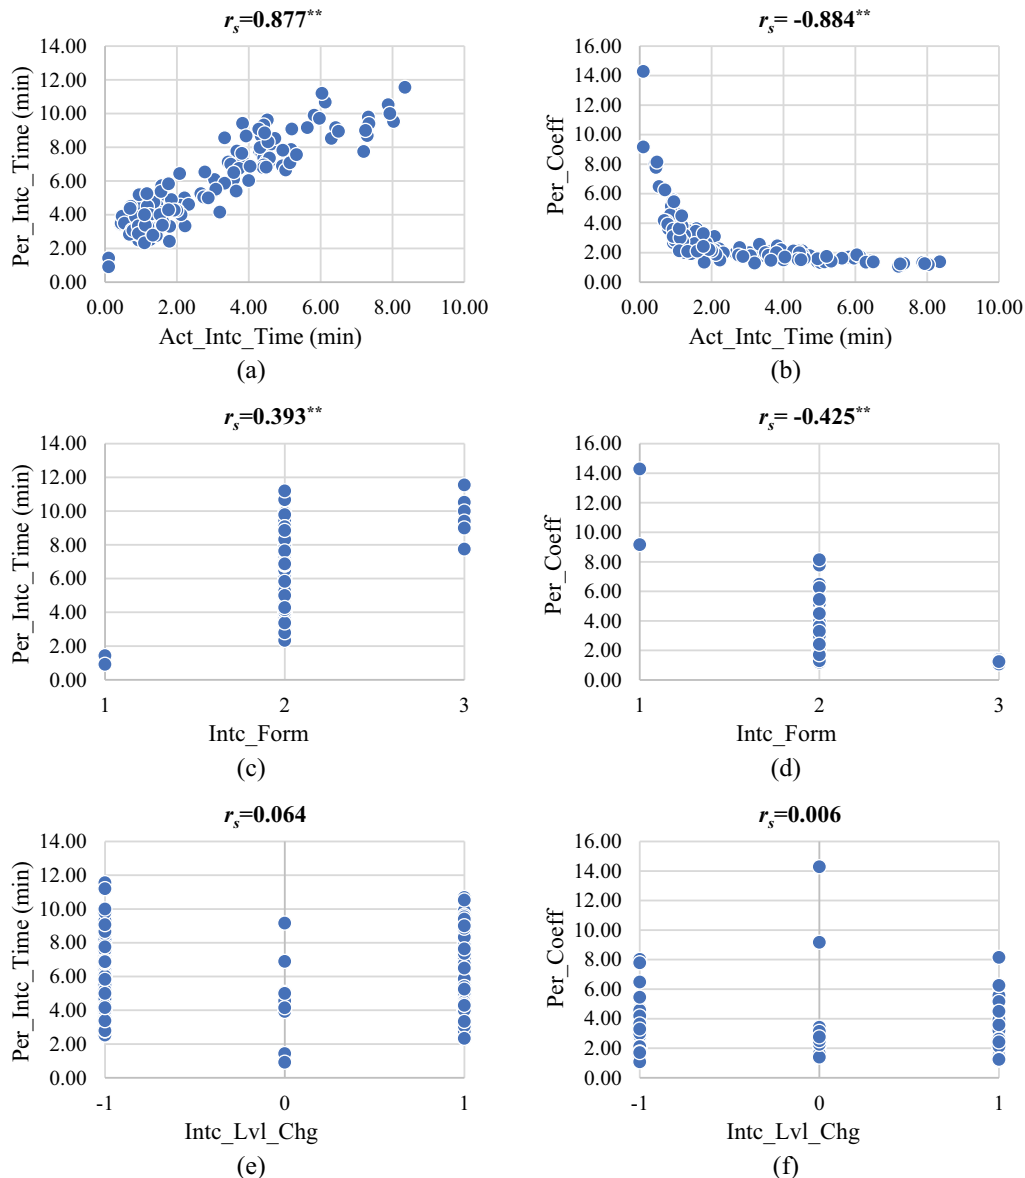 r_s=0.877**
14.00
12.00
10.00
8.00
6.00
4.00
2.00
0.00
Per_Intc_Time (min)
0.00 2.00 4.00 6.00 8.00 10.00
Act_Intc_Time (min)
(a)
r_s= -0.884**
16.00
14.00
12.00
10.00
8.00
6.00
4.00
2.00
0.00
Per_Coeff
0.00 2.00 4.00 6.00 8.00 10.00
Act_Intc_Time (min)
(b)
r_s=0.393**
14.00
12.00
10.00
8.00
6.00
4.00
2.00
0.00
Per_Intc_Time (min)
1 2 3
Intc_Form
(c)
r_s= -0.425**
16.00
14.00
12.00
10.00
8.00
6.00
4.00
2.00
0.00
Per_Coeff
1 2 3
Intc_Form
(d)
r_s=0.064
14.00
12.00
10.00
8.00
6.00
4.00
2.00
0.00
Per_Intc_Time (min)
-1 0 1
Intc_Lvl_Chg
(e)
r_s=0.006
16.00
14.00
12.00
10.00
8.00
6.00
4.00
2.00
0.00
Per_Coeff
-1 0 1
Intc_Lvl_Chg
(f)